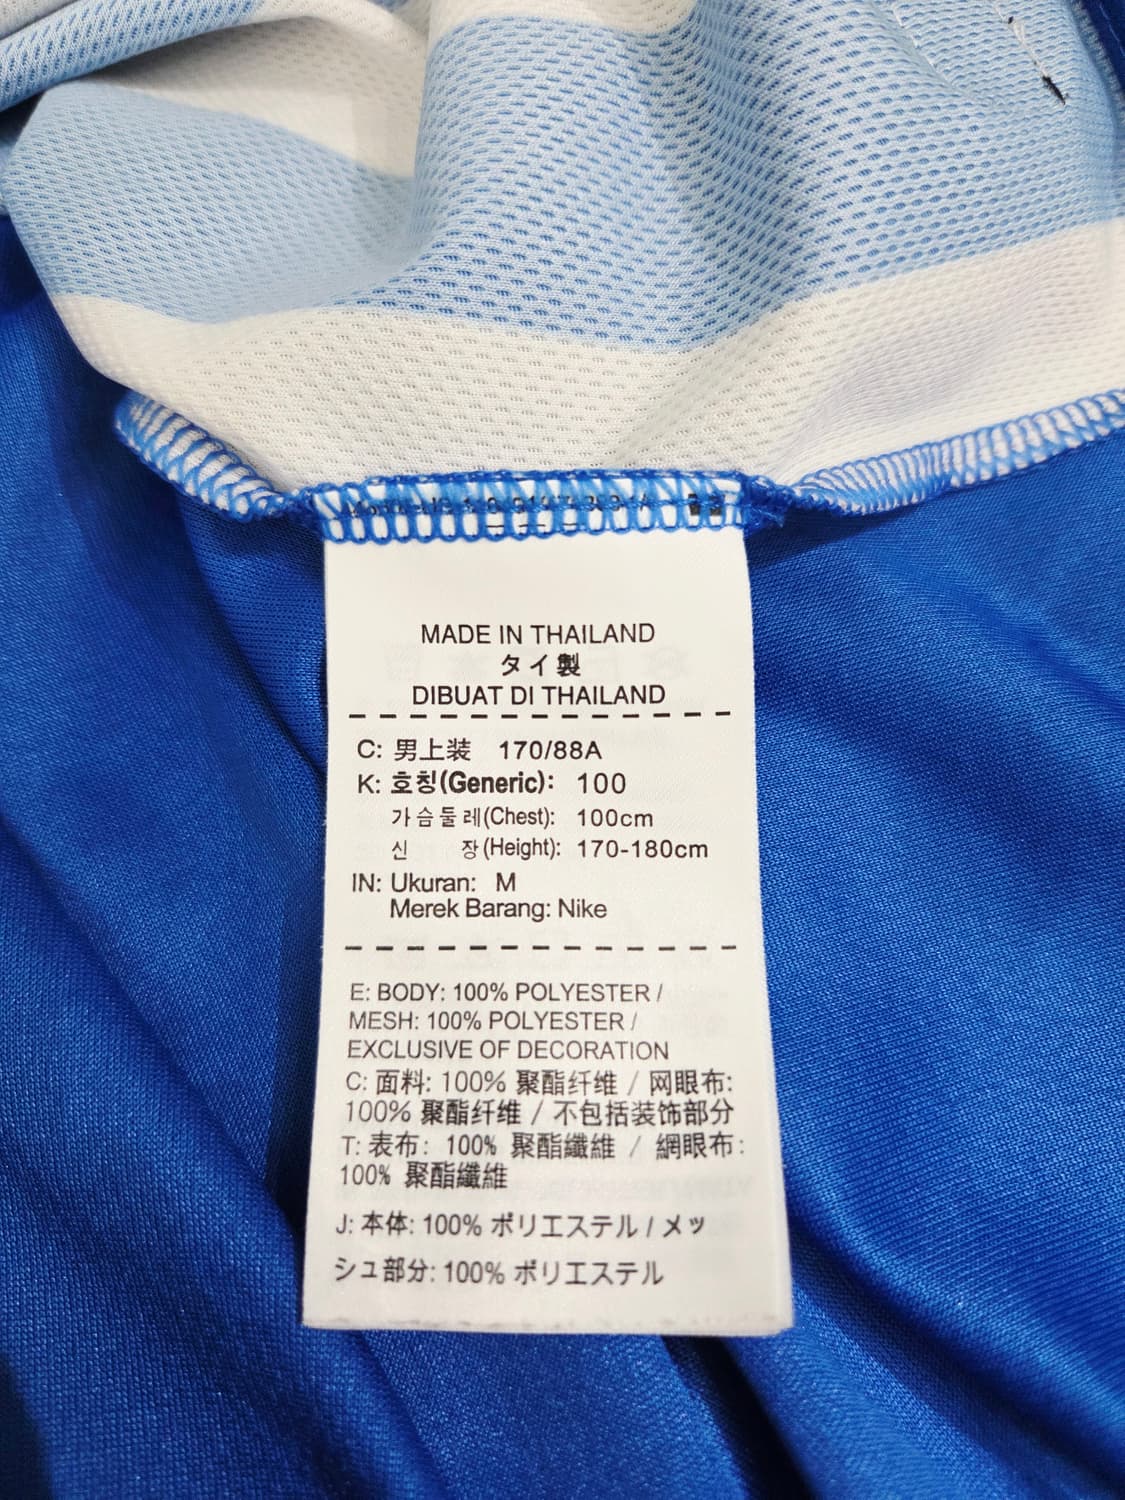 MADE IN THAILAND
タイ製
DIBUAT DI THAILAND
C: 男上装 170/88A
K: 호칭(Generic): 100
가슴둘레(Chest): 100cm
신 장(Height): 170-180cm
IN: Ukuran: M
Merek Barang: Nike
E: BODY: 100% POLYESTER /
MESH: 100% POLYESTER /
EXCLUSIVE OF DECORATION
C: 面料: 100% 聚酯纤维 / 网眼布:
100% 聚酯纤维 / 不包括装饰部分
T: 表布: 100% 聚酯纖維 / 網眼布:
100% 聚酯纖維
J: 本体: 100% ポリエステル / メッ
シュ部分: 100% ポリエステル